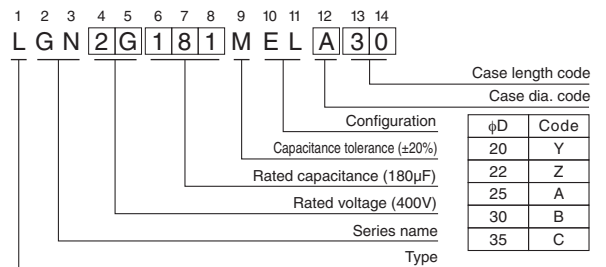 1 2 3 4 5 6 7 8 9 10 11 12 13 14
L G N 2 G 1 8 1 M E L A 3 0
Case length code
Case dia. code
Configuration
Capacitance tolerance (±20%)
Rated capacitance (180µF)
Rated voltage (400V)
Series name
Type
ϕD Code
20 Y
22 Z
25 A
30 B
35 C